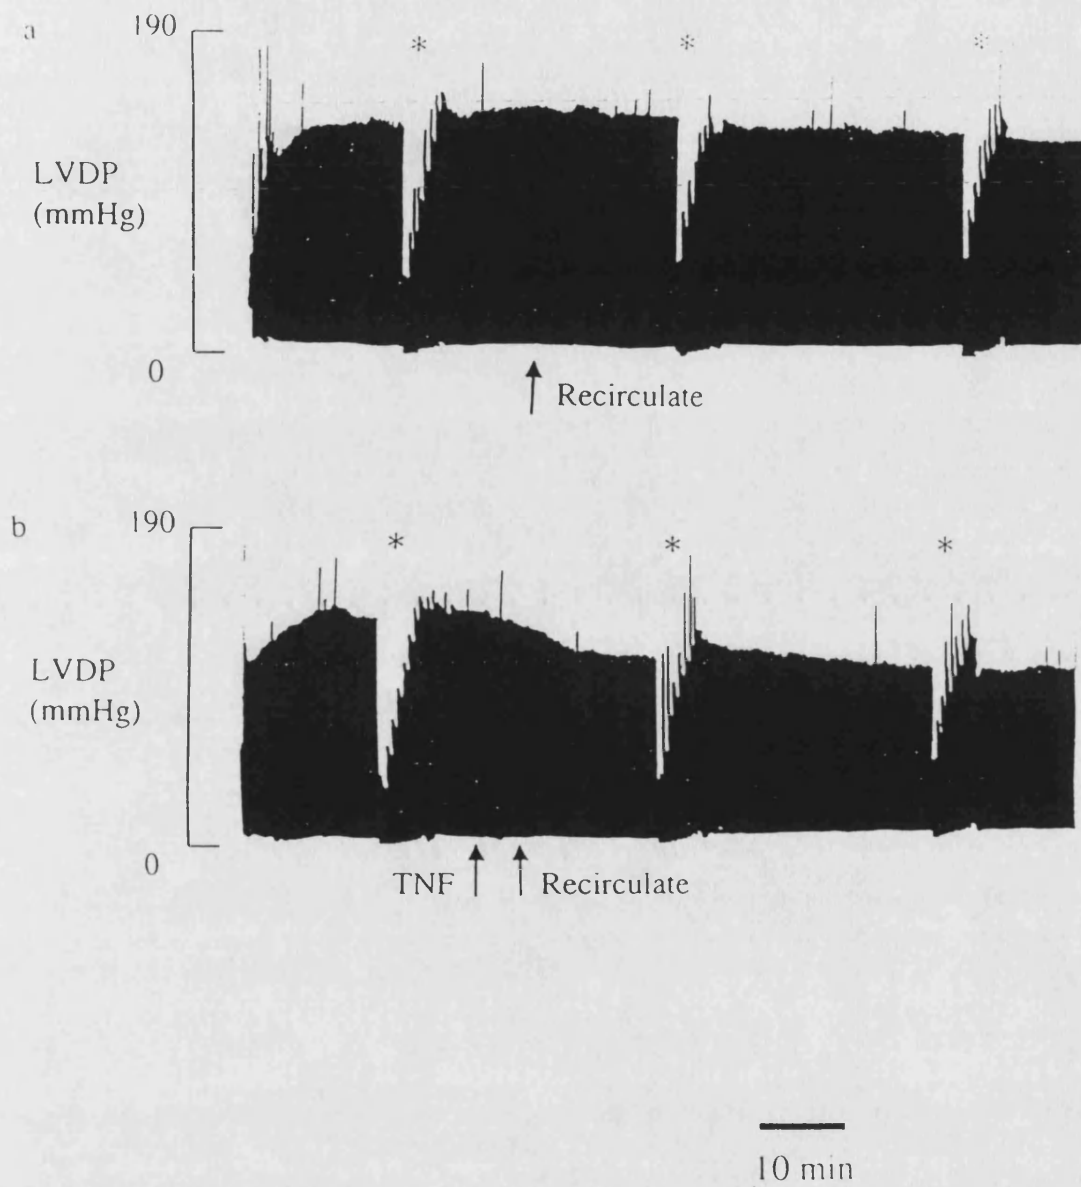 a
190
* * *
LVDP
(mmHg)
0
↑ Recirculate
b
190
* * *
LVDP
(mmHg)
0
TNF ↑ ↑ Recirculate
10 min